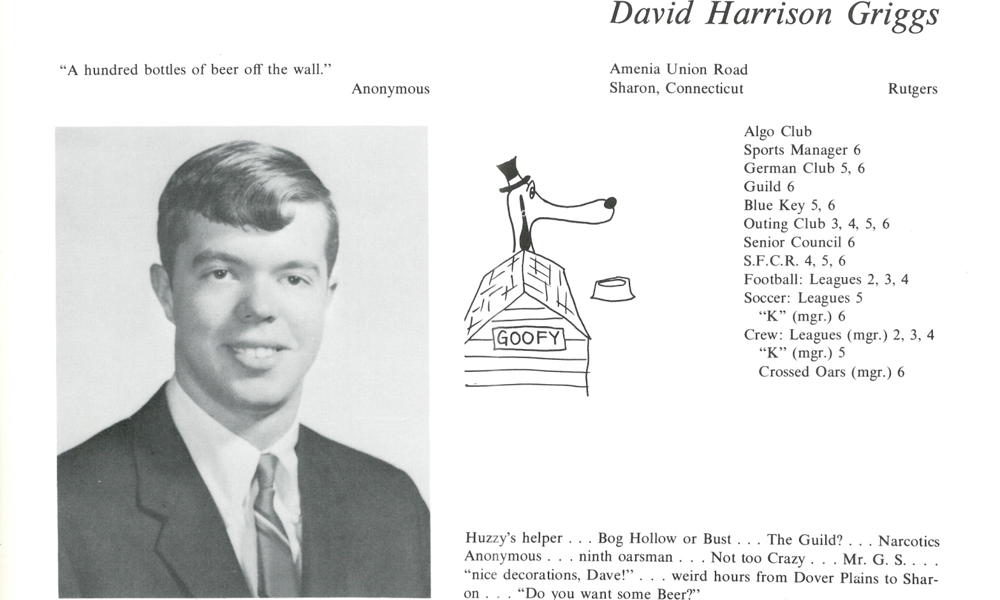 David Harrison Griggs
“A hundred bottles of beer off the wall.”
Anonymous
Amenia Union Road
Sharon, Connecticut
Rutgers
Algo Club
Sports Manager 6
German Club 5, 6
Guild 6
Blue Key 5, 6
Outing Club 3, 4, 5, 6
Senior Council 6
S.F.C.R. 4, 5, 6
Football: Leagues 2, 3, 4
Soccer: Leagues 5
“K” (mgr.) 6
Crew: Leagues (mgr.) 2, 3, 4
“K” (mgr.) 5
Crossed Oars (mgr.) 6
GOOFY
Huzzy’s helper . . . Bog Hollow or Bust . . . The Guild? . . . Narcotics
Anonymous . . . ninth oarsman . . . Not too Crazy . . . Mr. G. S. . . .
“nice decorations, Dave!” . . . weird hours from Dover Plains to Shar-
on . . . “Do you want some Beer?”